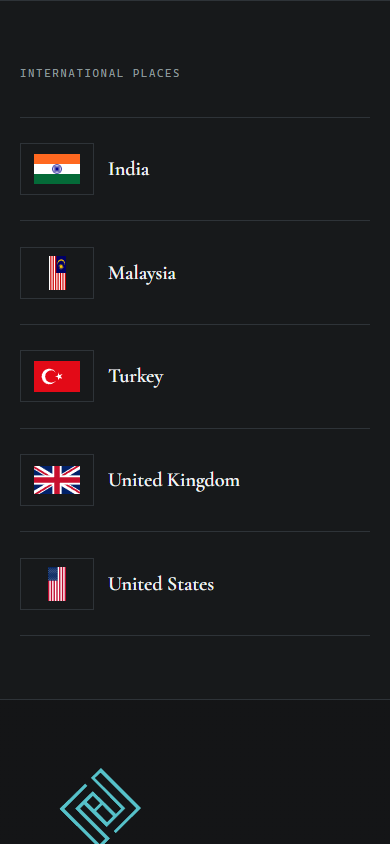 INTERNATIONAL PLACES
India
Malaysia
Turkey
United Kingdom
United States